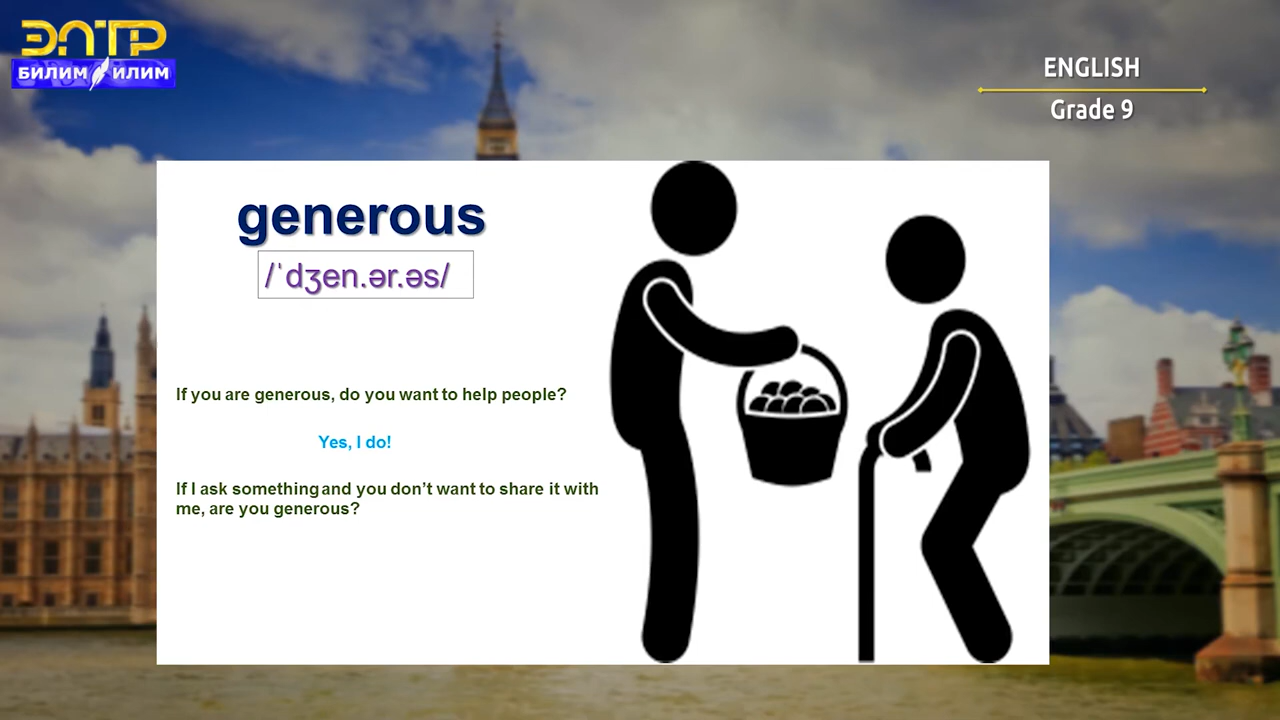 ЭЛТР
БИЛИМ ИЛИМ
ENGLISH
Grade 9
generous
/ˈdʒen.ər.əs/
If you are generous, do you want to help people?
Yes, I do!
If I ask something and you don’t want to share it with
me, are you generous?